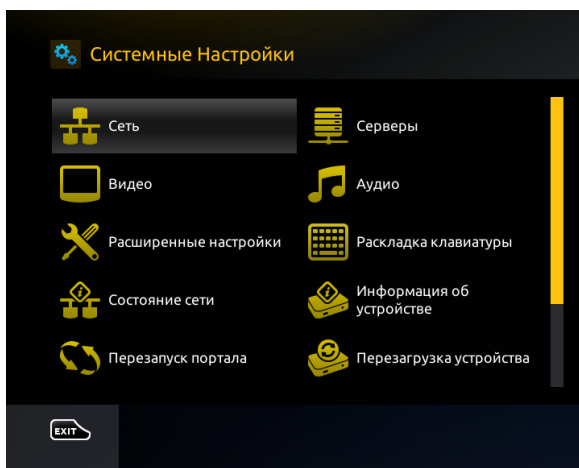 Системные Настройки
Сеть
Серверы
Видео
Аудио
Расширенные настройки
Раскладка клавиатуры
Состояние сети
Информация об
устройстве
Перезапуск портала
Перезагрузка устройства
EXIT